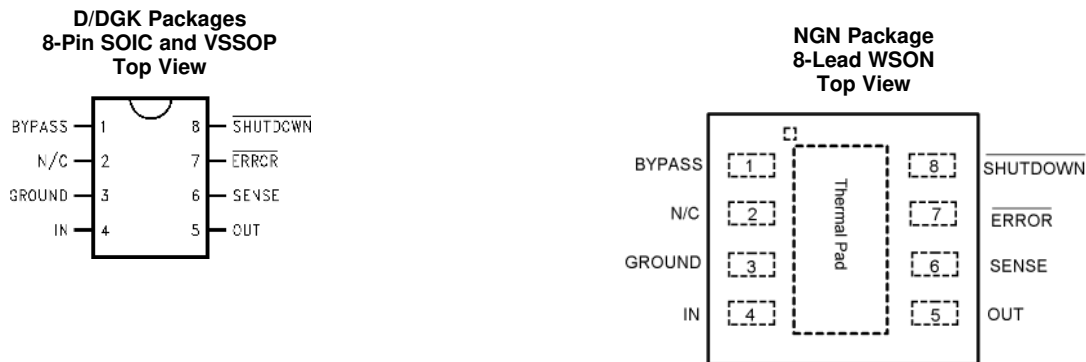 D/DGK Packages
8-Pin SOIC and VSSOP
Top View
BYPASS 1 8 SHUTDOWN
N/C 2 7 ERROR
GROUND 3 6 SENSE
IN 4 5 OUT
NGN Package
8-Lead WSON
Top View
BYPASS 1 8 SHUTDOWN
N/C 2 7 ERROR
GROUND 3 6 SENSE
IN 4 5 OUT
Thermal Pad